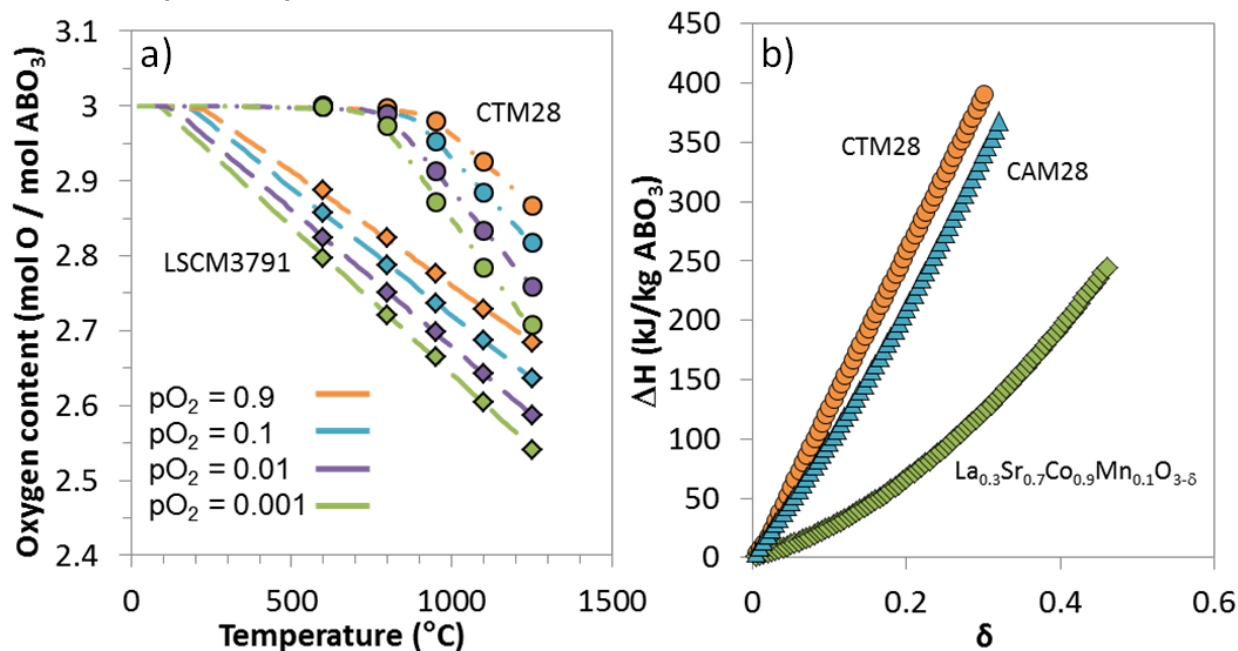 a)
Oxygen content (mol O / mol ABO₃)
3.1
3
2.9
2.8
2.7
2.6
2.5
2.4
CTM28
LSCM3791
pO₂ = 0.9
pO₂ = 0.1
pO₂ = 0.01
pO₂ = 0.001
0
500
1000
1500
Temperature (°C)
b)
ΔH (kJ/kg ABO₃)
450
400
350
300
250
200
150
100
50
0
CTM28
CAM28
La₀.₃Sr₀.₇Co₀.₉Mn₀.₁O₃₋δ
0
0.2
0.4
0.6
δ